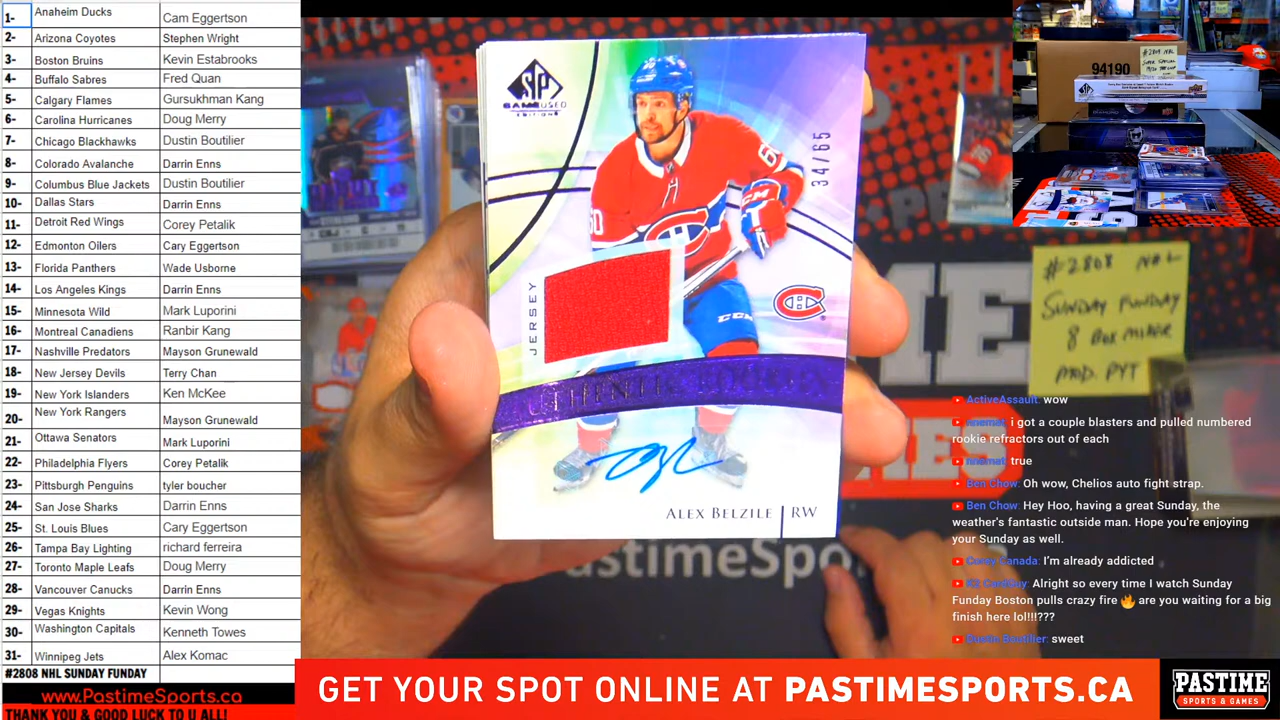 1- Anaheim Ducks Cam Eggertson
2- Arizona Coyotes Stephen Wright
3- Boston Bruins Kevin Estabrooks
4- Buffalo Sabres Fred Quan
5- Calgary Flames Gursukhman Kang
6- Carolina Hurricanes Doug Merry
7- Chicago Blackhawks Dustin Boutilier
8- Colorado Avalanche Darrin Enns
9- Columbus Blue Jackets Dustin Boutilier
10- Dallas Stars Darrin Enns
11- Detroit Red Wings Corey Petalik
12- Edmonton Oilers Cary Eggertson
13- Florida Panthers Wade Usborne
14- Los Angeles Kings Darrin Enns
15- Minnesota Wild Mark Luporini
16- Montreal Canadiens Ranbir Kang
17- Nashville Predators Mayson Grunewald
18- New Jersey Devils Terry Chan
19- New York Islanders Ken McKee
20- New York Rangers Mayson Grunewald
21- Ottawa Senators Mark Luporini
22- Philadelphia Flyers Corey Petalik
23- Pittsburgh Penguins tyler boucher
24- San Jose Sharks Darrin Enns
25- St. Louis Blues Cary Eggertson
26- Tampa Bay Lighting richard ferreira
27- Toronto Maple Leafs Doug Merry
28- Vancouver Canucks Darrin Enns
29- Vegas Knights Kevin Wong
30- Washington Capitals Kenneth Towes
31- Winnipeg Jets Alex Komac
#2808 NHL SUNDAY FUNDAY
www.PastimeSports.ca
THANK YOU & GOOD LUCK TO U ALL!
SP
GAME USED
EDITION
34/65
60
JERSEY
CCM
ALEX BELZILE RW
PastimeSpo
94190
#2808 NHL
SUNDAY FUNDAY
8 BOX MIXER
PROD. PYT
ActiveAssault: wow
i got a couple blasters and pulled numbered
rookie refractors out of each
true
Ben Chow: Oh wow, Chelios auto fight strap.
Ben Chow: Hey Hoo, having a great Sunday, the
weather's fantastic outside man. Hope you're enjoying
your Sunday as well.
Canada: I'm already addicted
Alright so every time I watch Sunday
Funday Boston pulls crazy fire 🔥 are you waiting for a big
finish here lol!!!???
Dustin Boutilier: sweet
GET YOUR SPOT ONLINE AT PASTIMESPORTS.CA
PASTIME
SPORTS & GAMES